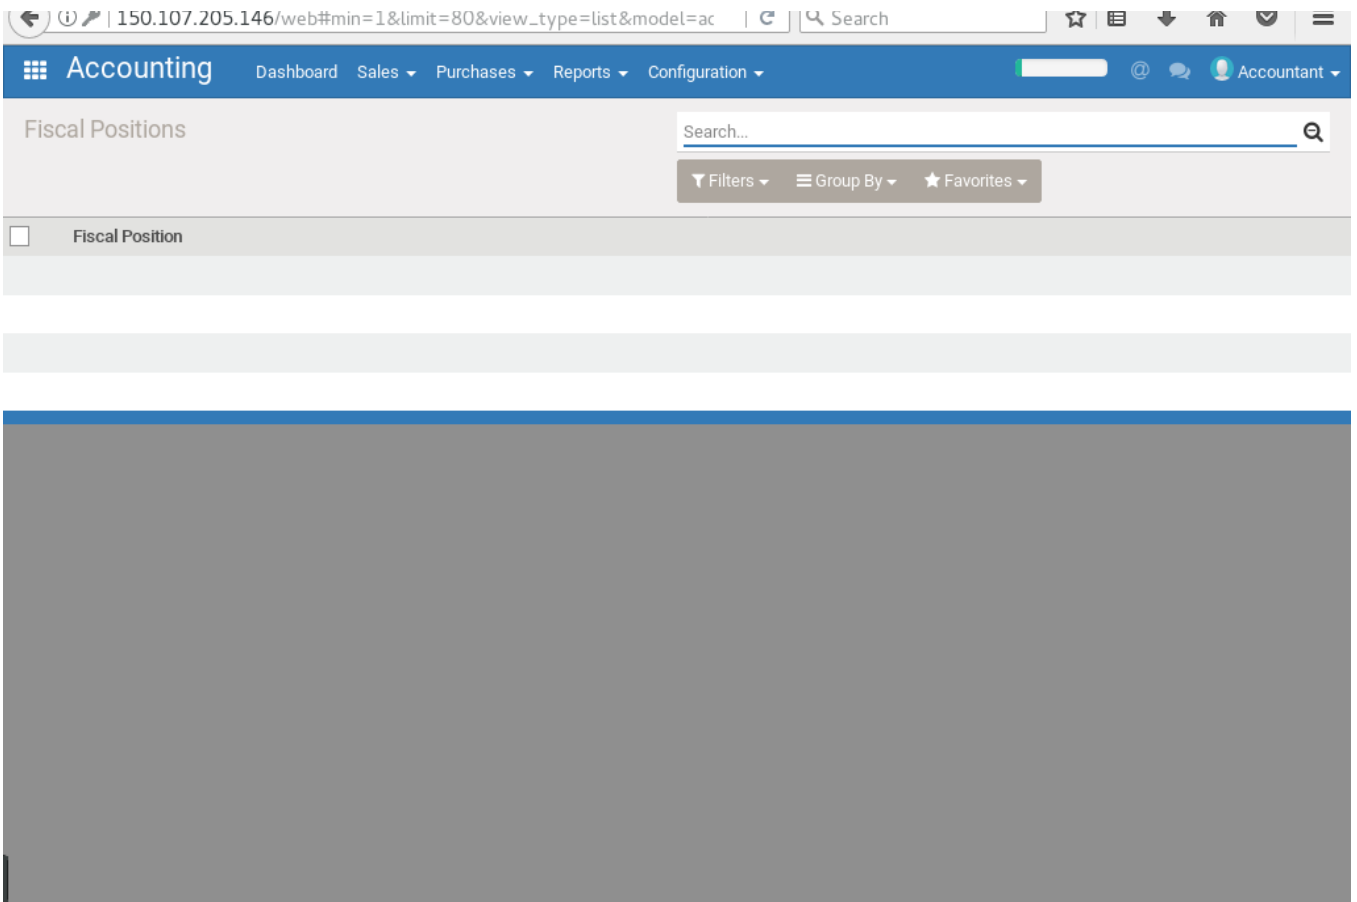 150.107.205.146/web#min=1&limit=80&view_type=list&model=ac Search
Accounting Dashboard Sales Purchases Reports Configuration @ Accountant
Fiscal Positions Search...
Filters Group By Favorites
Fiscal Position